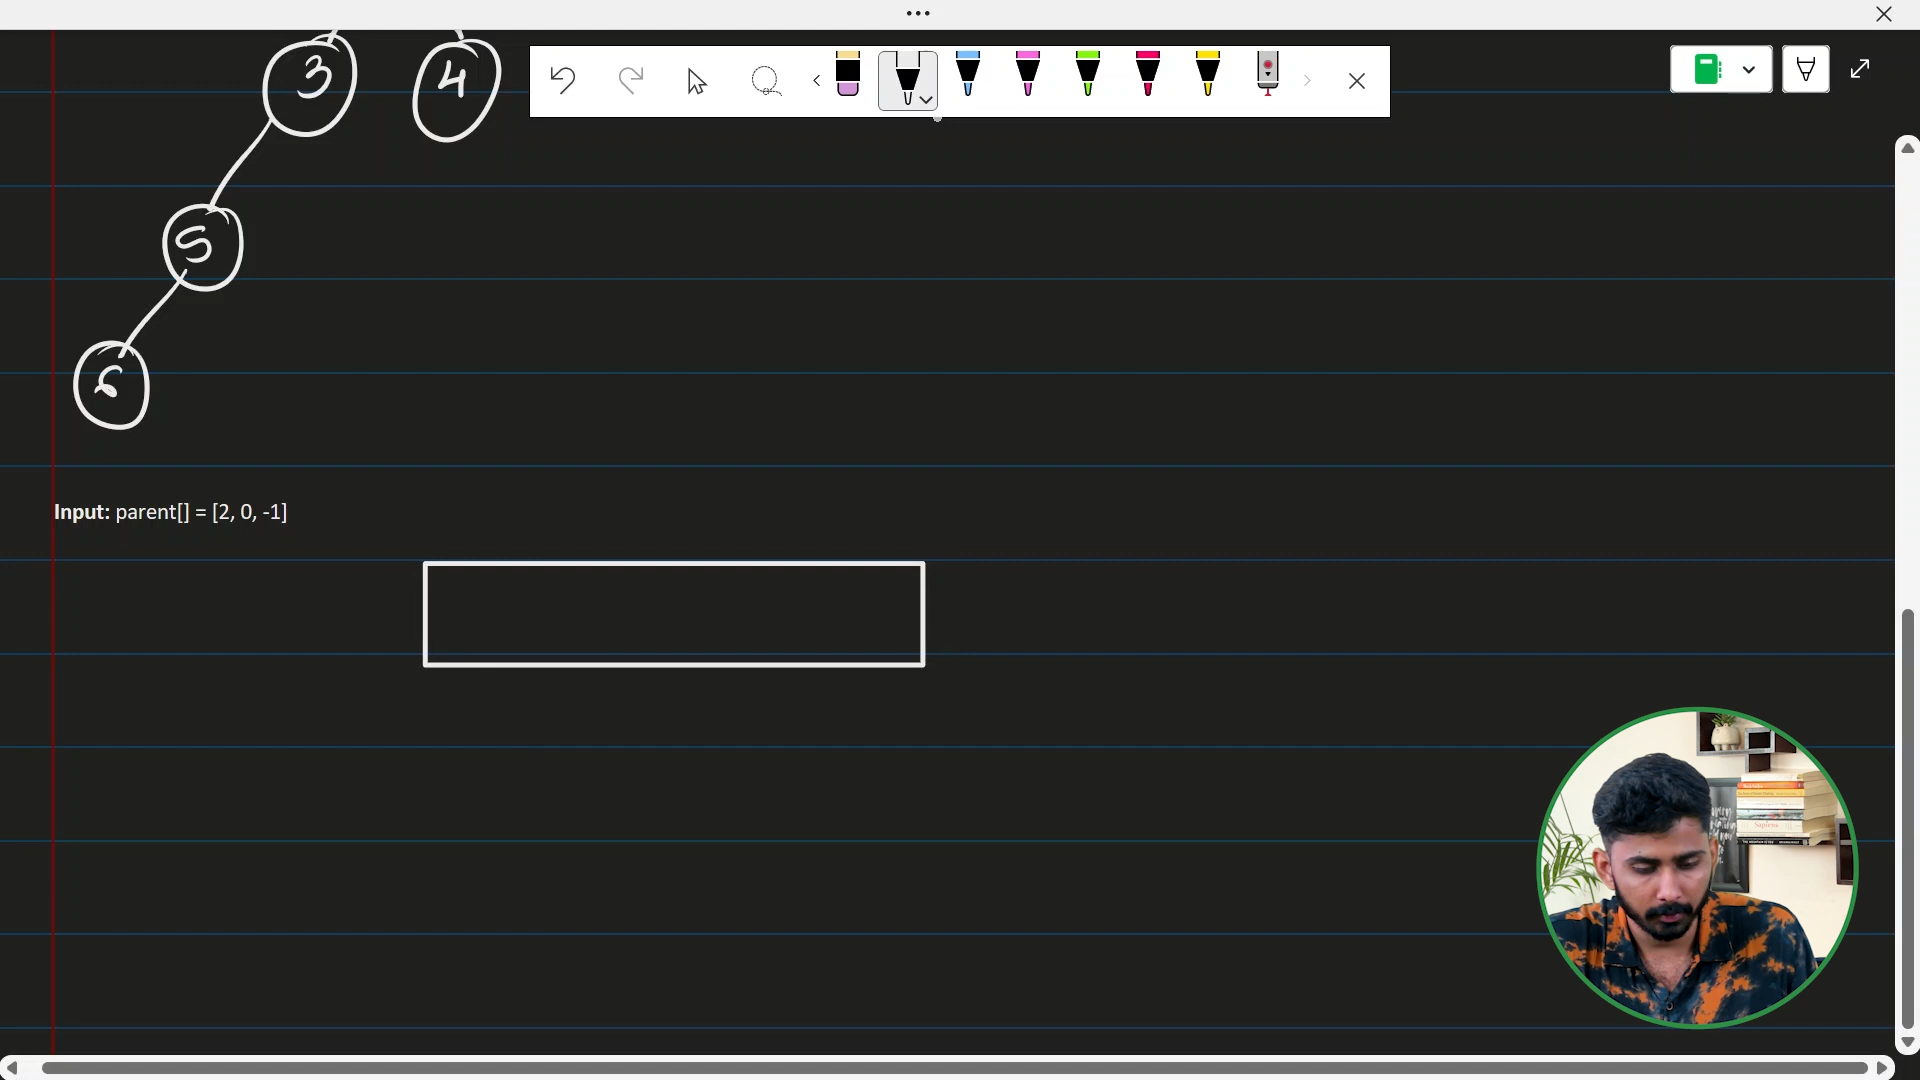 3 4
5
6
Input: parent[] = [2, 0, -1]